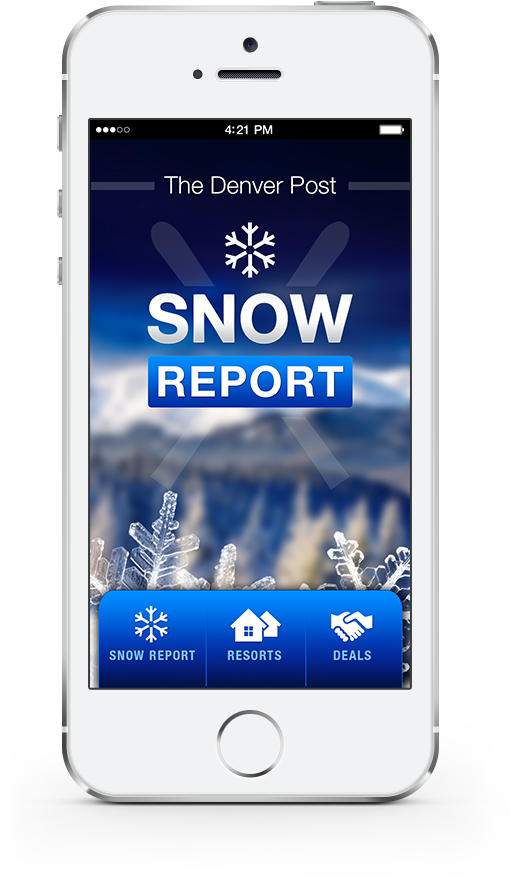 4:21 PM
The Denver Post
SNOW
REPORT
SNOW REPORT
RESORTS
DEALS